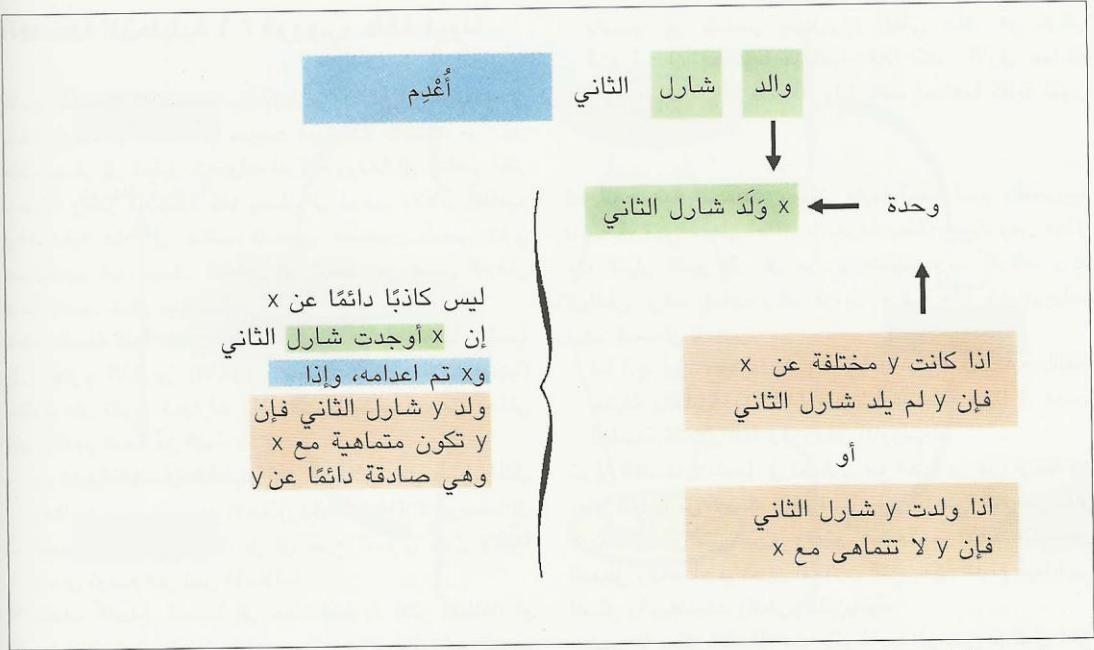 والد شارل الثاني أُعْدِم
x وَلَدَ شارل الثاني
وحدة
اذا كانت y مختلفة عن x
فإن y لم يلد شارل الثاني
أو
اذا ولدت y شارل الثاني
فإن y لا تتماهى مع x
ليس كاذبًا دائمًا عن x
إن x أوجدت شارل الثاني
وx تم اعدامه، وإذا
ولد y شارل الثاني فإن
y تكون متماهية مع x
وهي صادقة دائمًا عن y